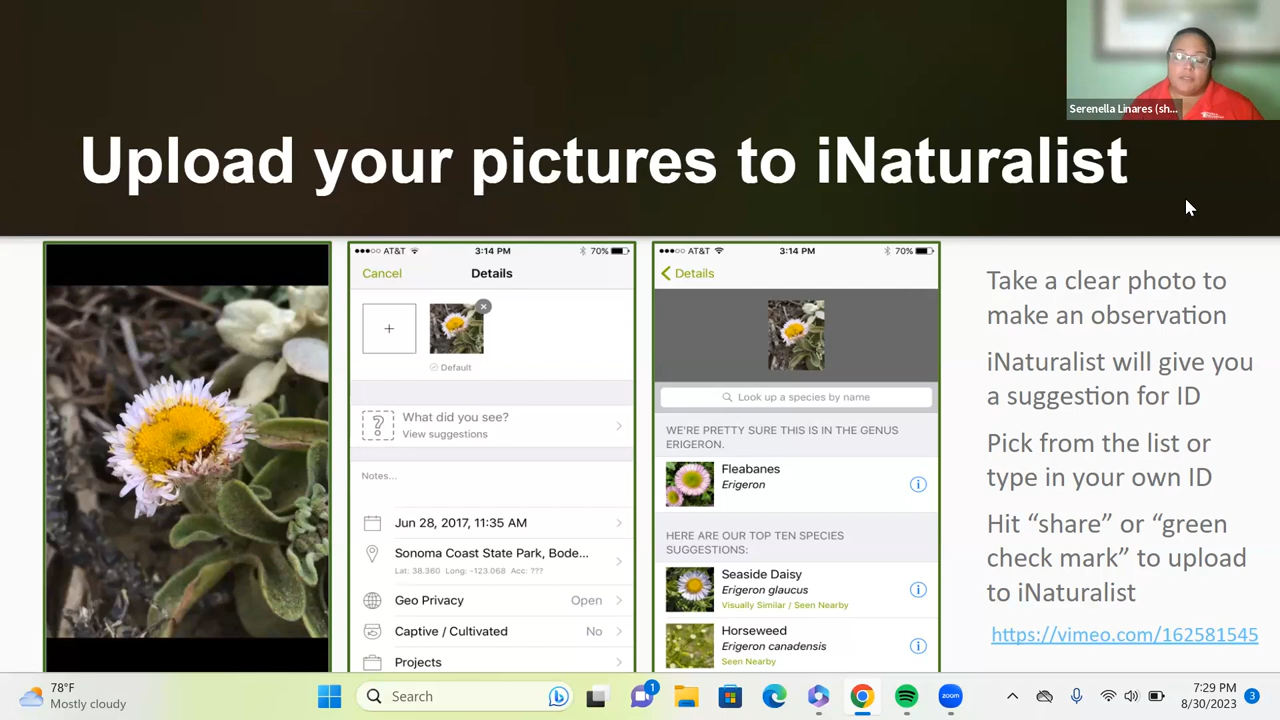 Serenella Linares (sh...
Upload your pictures to iNaturalist
AT&T 3:14 PM 70%
Cancel Details
+
Default
What did you see?
View suggestions
Notes...
Jun 28, 2017, 11:35 AM
Sonoma Coast State Park, Bode...
Lat: 38.360 Long: -123.068 Acc: ???
Geo Privacy Open
Captive / Cultivated No
Projects
AT&T 3:14 PM 70%
Details
Look up a species by name
WE'RE PRETTY SURE THIS IS IN THE GENUS
ERIGERON.
Fleabanes
Erigeron
HERE ARE OUR TOP TEN SPECIES
SUGGESTIONS:
Seaside Daisy
Erigeron glaucus
Visually Similar / Seen Nearby
Horseweed
Erigeron canadensis
Seen Nearby
Take a clear photo to
make an observation
iNaturalist will give you
a suggestion for ID
Pick from the list or
type in your own ID
Hit “share” or “green
check mark” to upload
to iNaturalist
https://vimeo.com/162581545
78°F
Mostly cloudy
Search
1
zoom
7:29 PM
8/30/2023
3